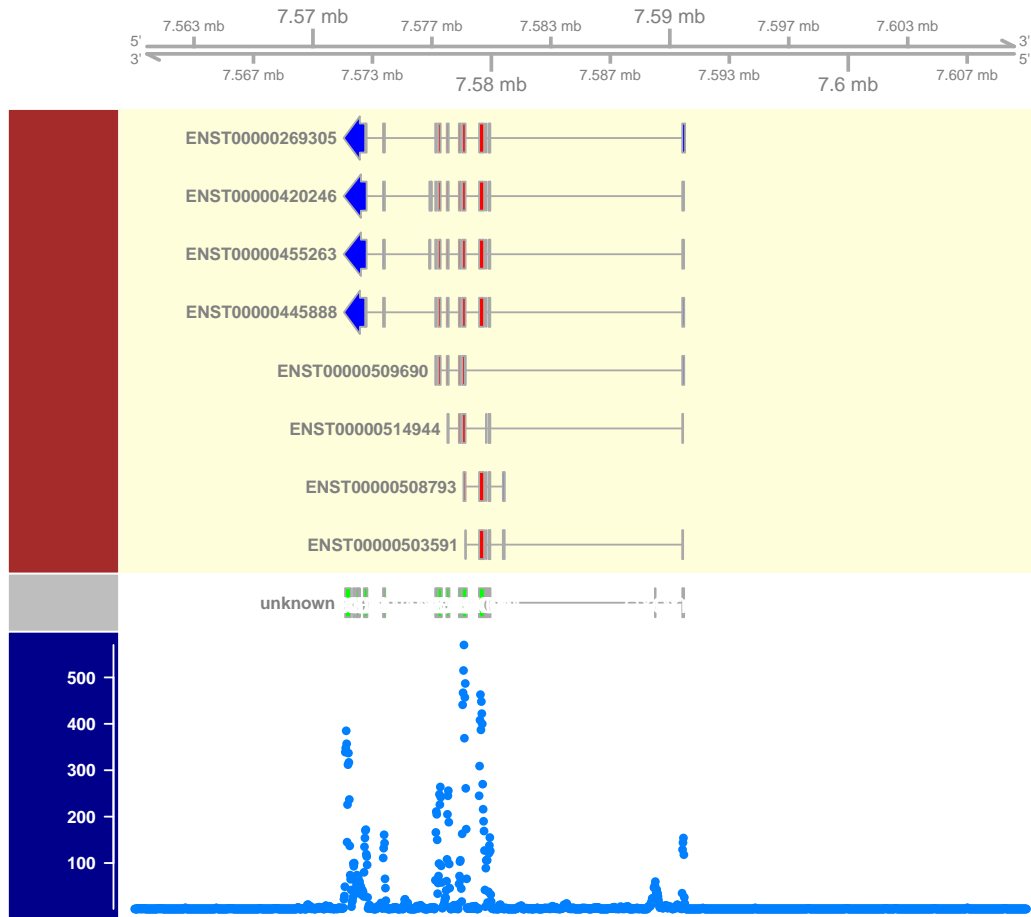 7.563 mb 7.57 mb 7.577 mb 7.583 mb 7.59 mb 7.597 mb 7.603 mb
5' 3'
3' 5'
7.567 mb 7.573 mb 7.58 mb 7.587 mb 7.593 mb 7.6 mb 7.607 mb
ENST00000269305
ENST00000420246
ENST00000455263
ENST00000445888
ENST00000509690
ENST00000514944
ENST00000508793
ENST00000503591
unknown
500
400
300
200
100